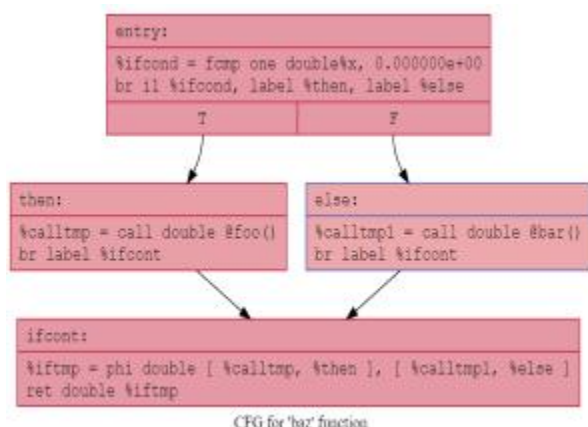 entry:
%ifcond = fcmp one double%x, 0.000000e+00
br i1 %ifcond, label %then, label %else
T F
then:
%calltmp = call double @foo()
br label %ifcont
else:
%calltmp1 = call double @bar()
br label %ifcont
ifcont:
%iftmp = phi double [ %calltmp, %then ], [ %calltmp1, %else ]
ret double %iftmp
CFG for 'baz' function